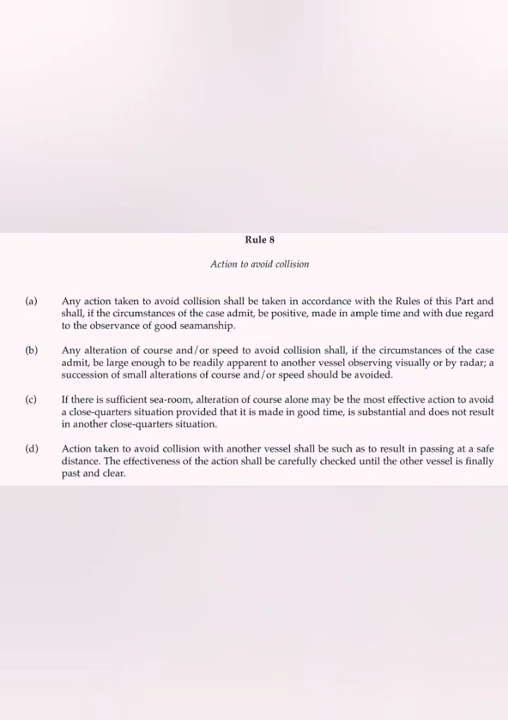 Rule 8
Action to avoid collision
(a) Any action taken to avoid collision shall be taken in accordance with the Rules of this Part and
shall, if the circumstances of the case admit, be positive, made in ample time and with due regard
to the observance of good seamanship.
(b) Any alteration of course and/or speed to avoid collision shall, if the circumstances of the case
admit, be large enough to be readily apparent to another vessel observing visually or by radar; a
succession of small alterations of course and/or speed should be avoided.
(c) If there is sufficient sea-room, alteration of course alone may be the most effective action to avoid
a close-quarters situation provided that it is made in good time, is substantial and does not result
in another close-quarters situation.
(d) Action taken to avoid collision with another vessel shall be such as to result in passing at a safe
distance. The effectiveness of the action shall be carefully checked until the other vessel is finally
past and clear.